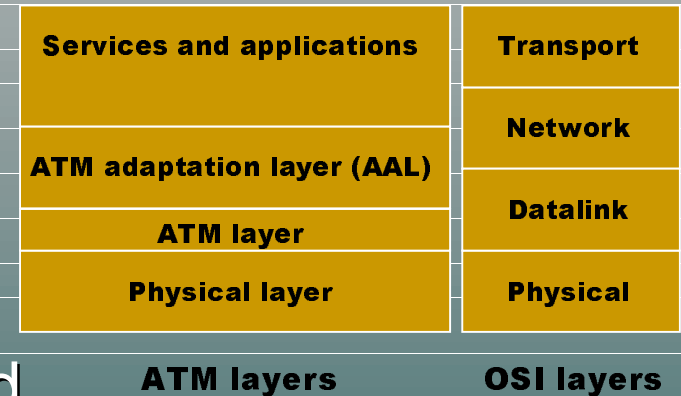 Services and applications
ATM adaptation layer (AAL)
ATM layer
Physical layer
ATM layers
Transport
Network
Datalink
Physical
OSI layers